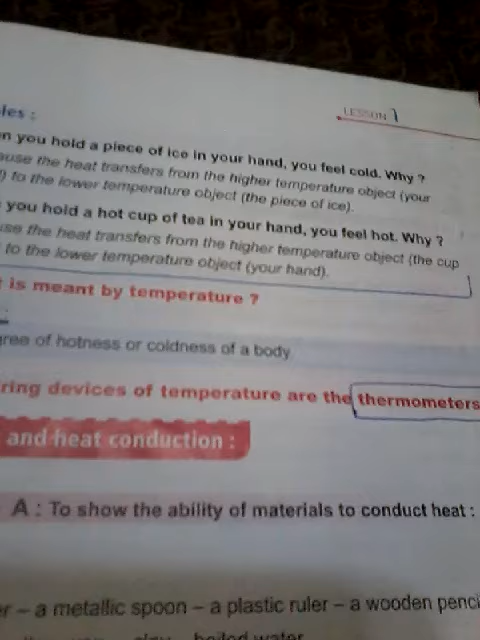 LESSON 1
les :
n you hold a piece of ice in your hand, you feel cold. Why ?
ause the heat transfers from the higher temperature object (your
) to the lower temperature object (the piece of ice).
you hold a hot cup of tea in your hand, you feel hot. Why ?
use the heat transfers from the higher temperature object (the cup
to the lower temperature object (your hand).
t is meant by temperature ?
gree of hotness or coldness of a body
ring devices of temperature are the thermometers
and heat conduction :
A : To show the ability of materials to conduct heat :
er – a metallic spoon – a plastic ruler – a wooden penci
boiled water